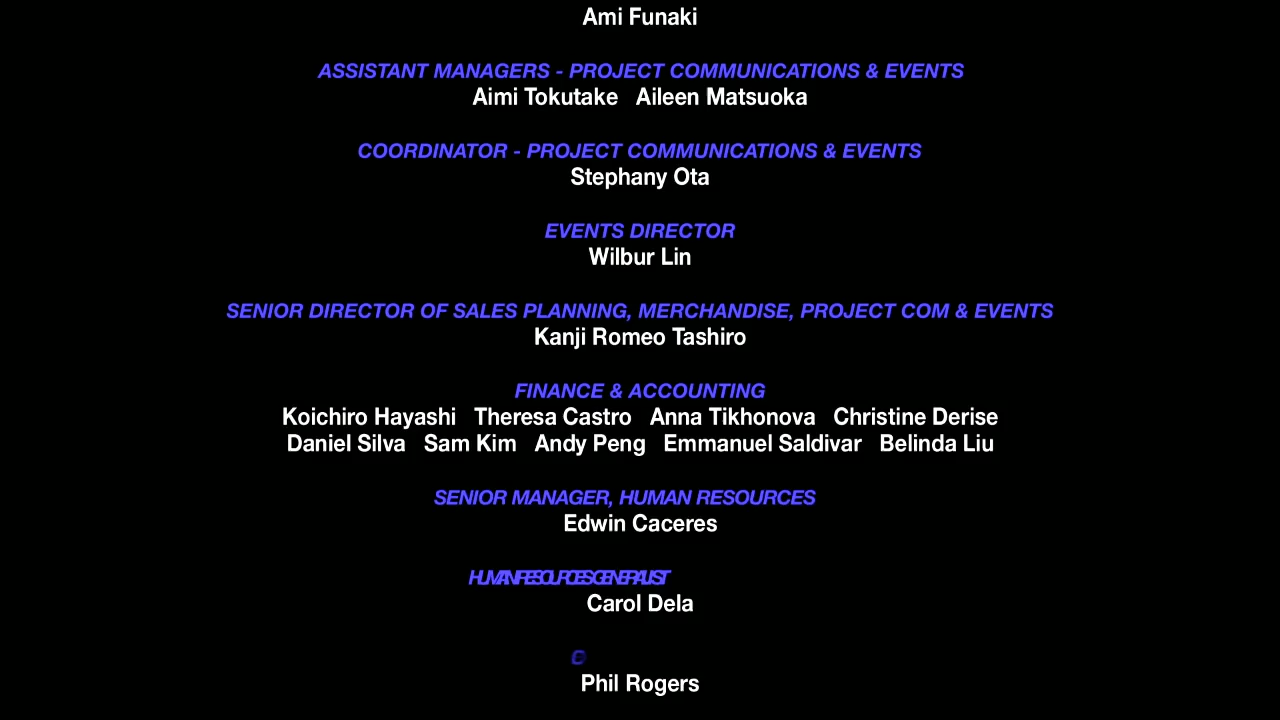 Ami Funaki
ASSISTANT MANAGERS - PROJECT COMMUNICATIONS & EVENTS
Aimi Tokutake Aileen Matsuoka
COORDINATOR - PROJECT COMMUNICATIONS & EVENTS
Stephany Ota
EVENTS DIRECTOR
Wilbur Lin
SENIOR DIRECTOR OF SALES PLANNING, MERCHANDISE, PROJECT COM & EVENTS
Kanji Romeo Tashiro
FINANCE & ACCOUNTING
Koichiro Hayashi Theresa Castro Anna Tikhonova Christine Derise
Daniel Silva Sam Kim Andy Peng Emmanuel Saldivar Belinda Liu
SENIOR MANAGER, HUMAN RESOURCES
Edwin Caceres
HUMAN RESOURCES GENERALIST
Carol Dela
Phil Rogers